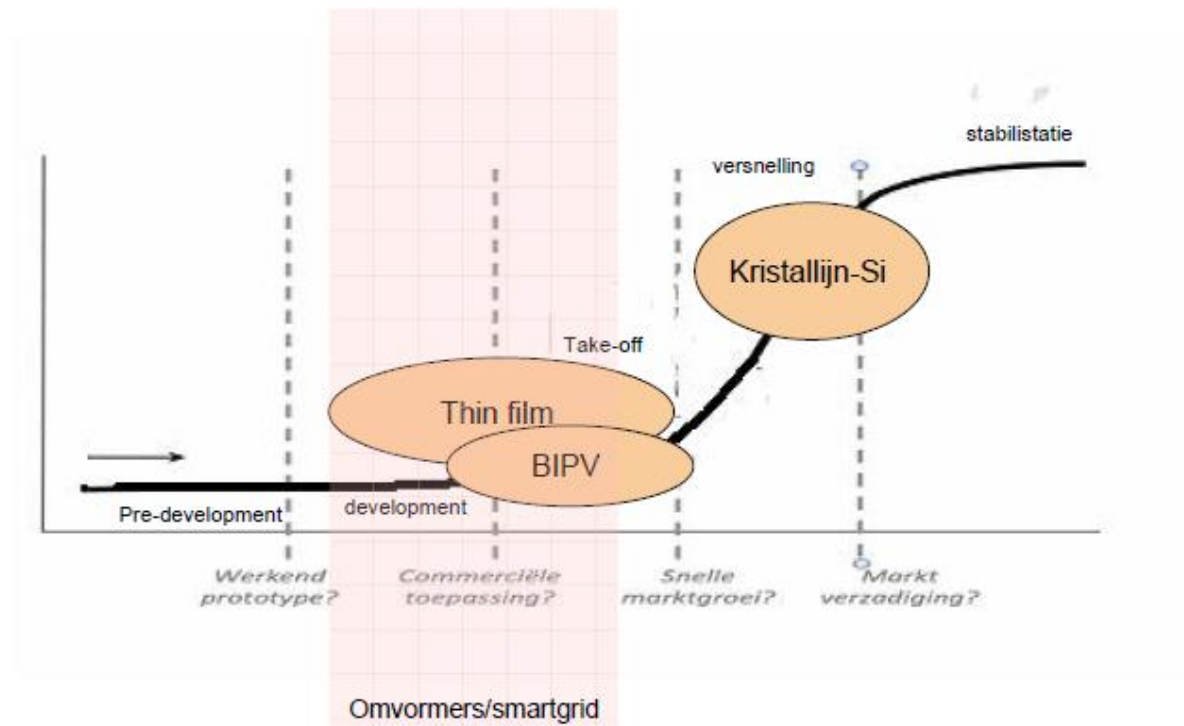 stabilistatie
versnelling
Kristallijn-Si
Take-off
Thin film
BIPV
development
Pre-development
Werkend
prototype?
Commerciële
toepassing?
Snelle
marktgroei?
Markt
verzadiging?
Omvormers/smartgrid